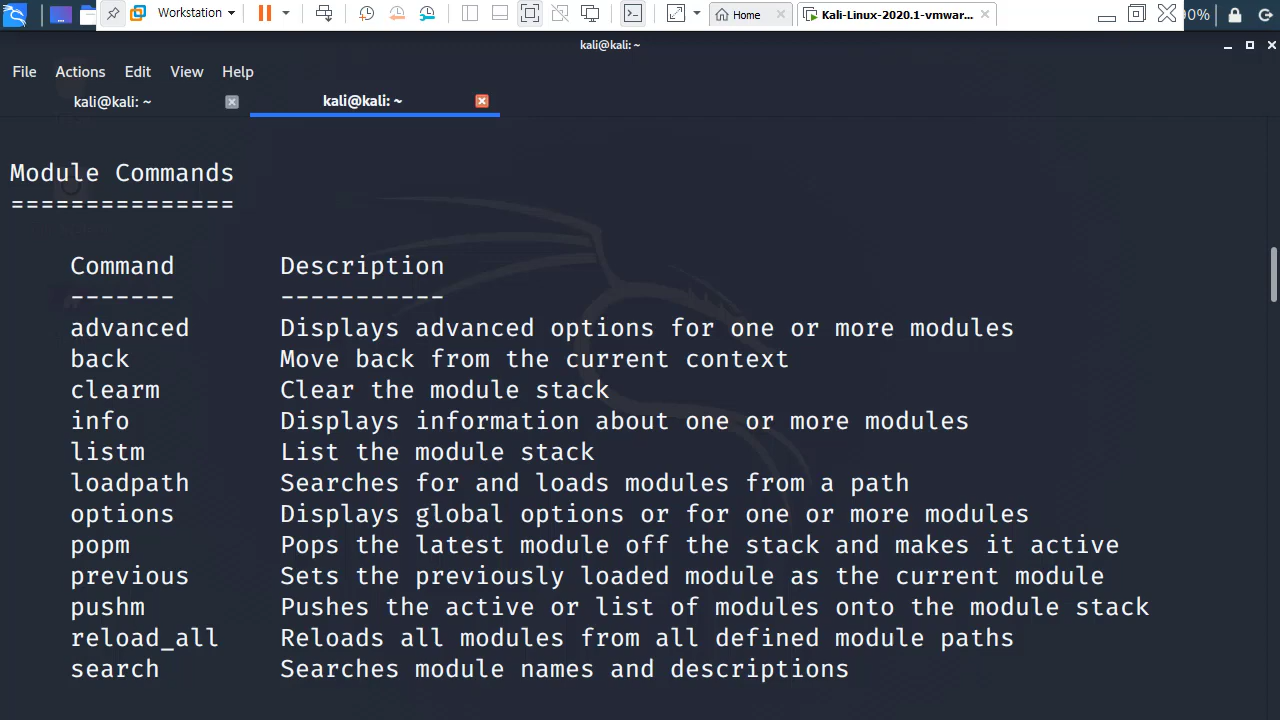 Workstation
Home
Kali-Linux-2020.1-vmwar...
90%
kali@kali: ~
File Actions Edit View Help
kali@kali: ~
kali@kali: ~
Module Commands
===============
Command Description
------- -----------
advanced Displays advanced options for one or more modules
back Move back from the current context
clearm Clear the module stack
info Displays information about one or more modules
listm List the module stack
loadpath Searches for and loads modules from a path
options Displays global options or for one or more modules
popm Pops the latest module off the stack and makes it active
previous Sets the previously loaded module as the current module
pushm Pushes the active or list of modules onto the module stack
reload_all Reloads all modules from all defined module paths
search Searches module names and descriptions